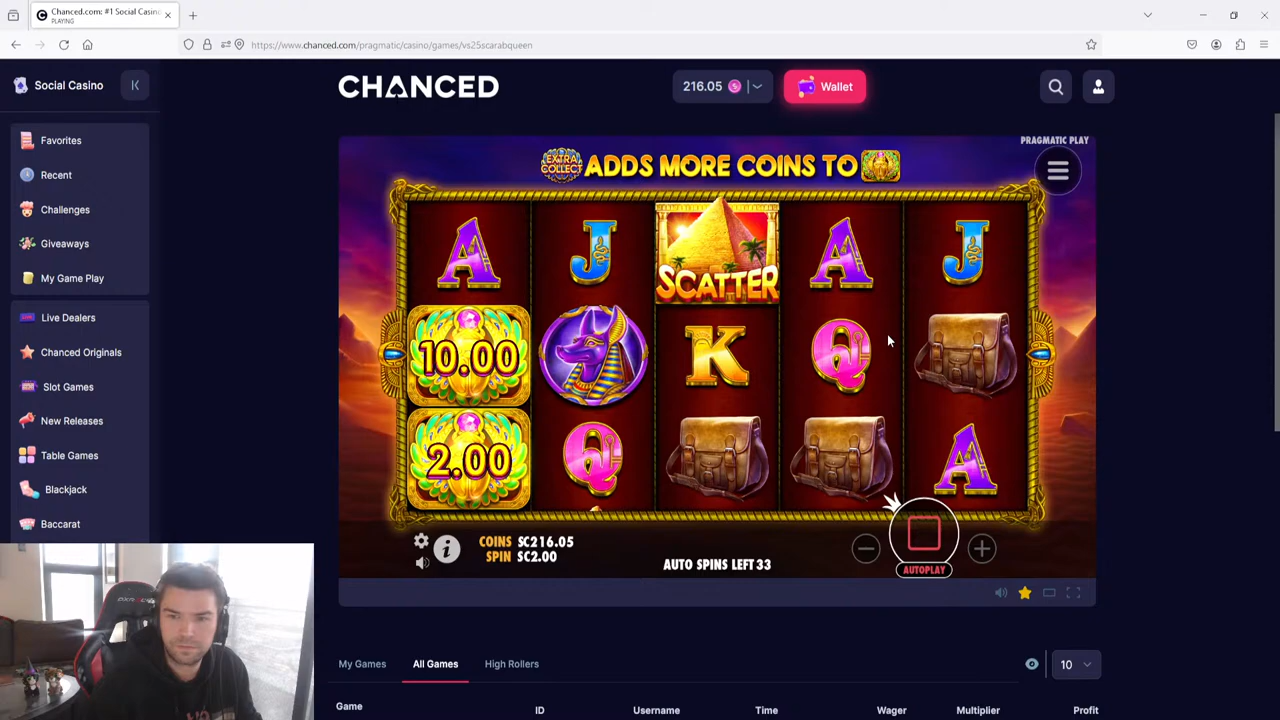 Chanced.com: #1 Social Casin
PLAYING
https://www.chanced.com/pragmatic/casino/games/vs25scarabqueen
Social Casino
CHANCED
216.05
Wallet
Favorites
Recent
Challenges
Giveaways
My Game Play
Live Dealers
Chanced Originals
Slot Games
New Releases
Table Games
Blackjack
Baccarat
PRAGMATIC PLAY
EXTRA COLLECT ADDS MORE COINS TO
A J SCATTER A J
10.00 K Q
2.00 Q A
COINS SC216.05
SPIN SC2.00
AUTO SPINS LEFT 33
AUTOPLAY
My Games All Games High Rollers
10
Game ID Username Time Wager Multiplier Profit